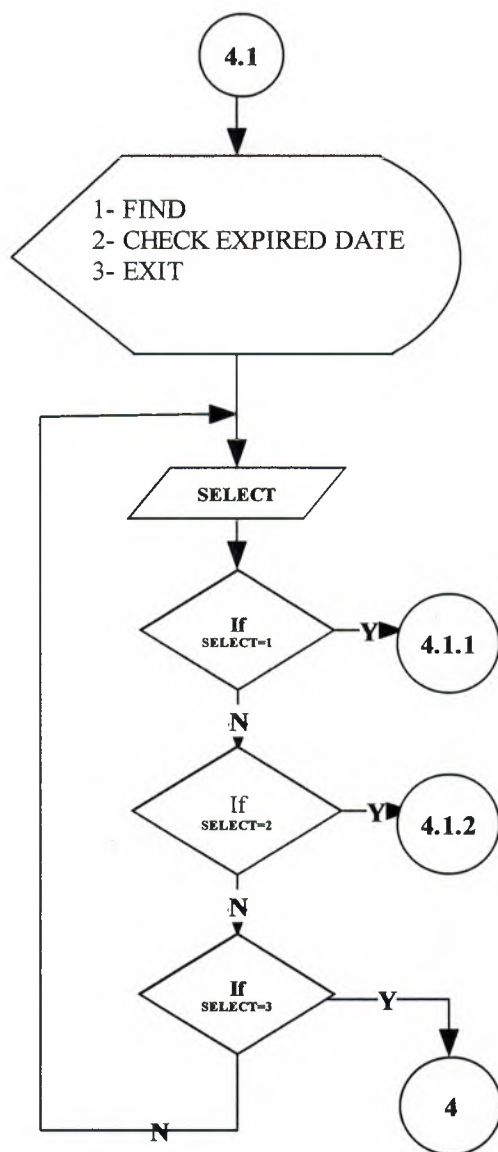 4.1
1- FIND
2- CHECK EXPIRED DATE
3- EXIT
SELECT
If
SELECT=1
Y
4.1.1
N
If
SELECT=2
Y
4.1.2
N
If
SELECT=3
Y
4
N